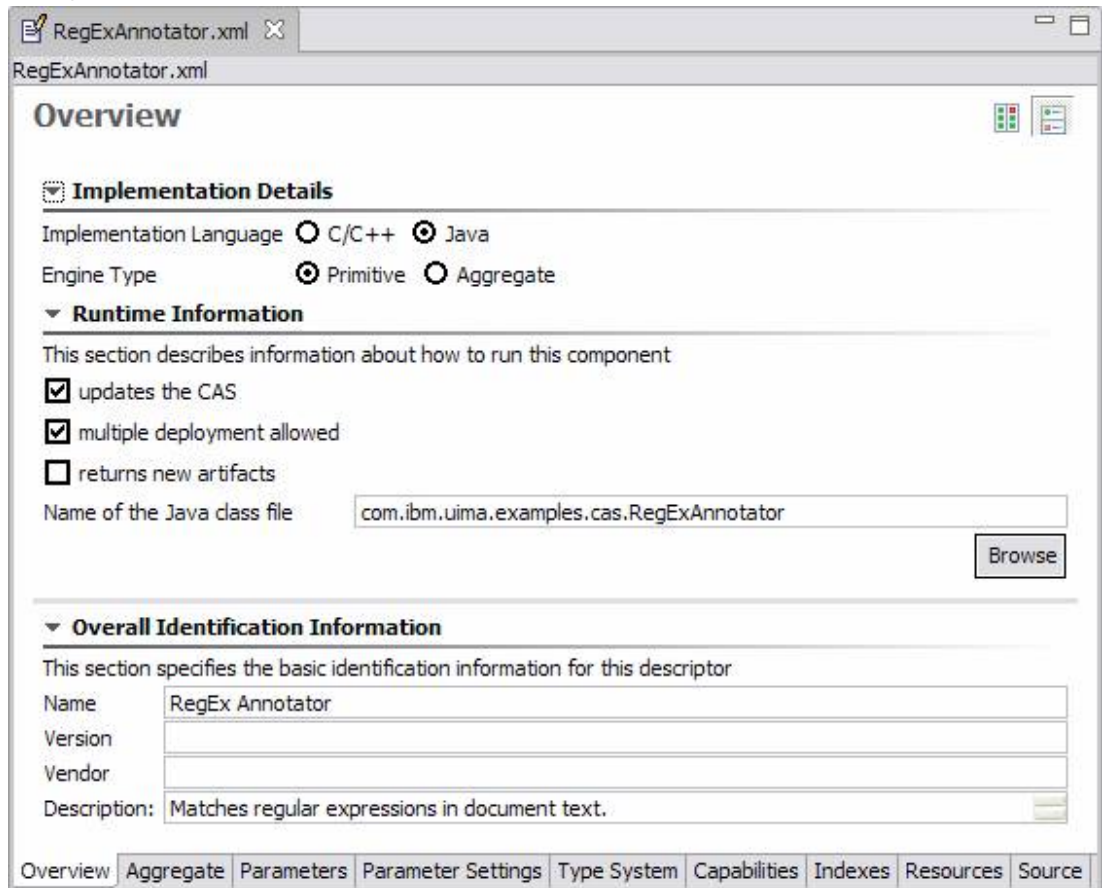 RegExAnnotator.xml
RegExAnnotator.xml
Overview
Implementation Details
Implementation Language C/C++ Java
Engine Type Primitive Aggregate
Runtime Information
This section describes information about how to run this component
updates the CAS
multiple deployment allowed
returns new artifacts
Name of the Java class file com.ibm.uima.examples.cas.RegExAnnotator
Browse
Overall Identification Information
This section specifies the basic identification information for this descriptor
Name RegEx Annotator
Version
Vendor
Description: Matches regular expressions in document text.
Overview Aggregate Parameters Parameter Settings Type System Capabilities Indexes Resources Source